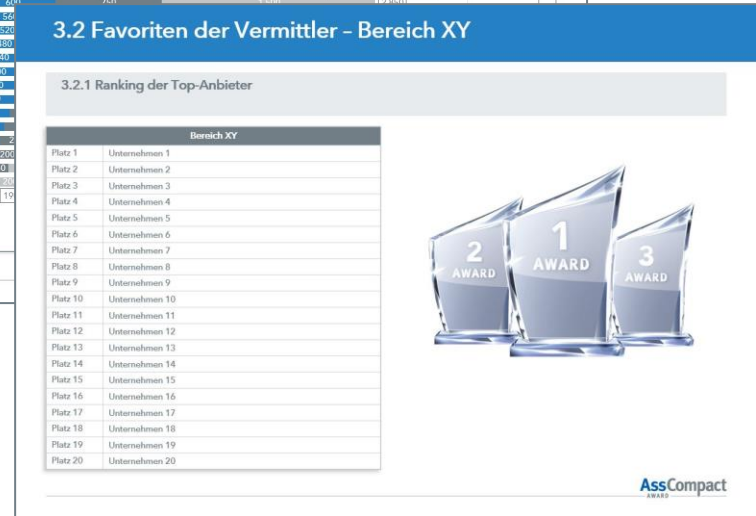 3.2 Favoriten der Vermittler – Bereich XY
3.2.1 Ranking der Top-Anbieter
Bereich XY
Platz 1 Unternehmen 1
Platz 2 Unternehmen 2
Platz 3 Unternehmen 3
Platz 4 Unternehmen 4
Platz 5 Unternehmen 5
Platz 6 Unternehmen 6
Platz 7 Unternehmen 7
Platz 8 Unternehmen 8
Platz 9 Unternehmen 9
Platz 10 Unternehmen 10
Platz 11 Unternehmen 11
Platz 12 Unternehmen 12
Platz 13 Unternehmen 13
Platz 14 Unternehmen 14
Platz 15 Unternehmen 15
Platz 16 Unternehmen 16
Platz 17 Unternehmen 17
Platz 18 Unternehmen 18
Platz 19 Unternehmen 19
Platz 20 Unternehmen 20
2 AWARD
1 AWARD
3 AWARD
AssCompact
AWARD